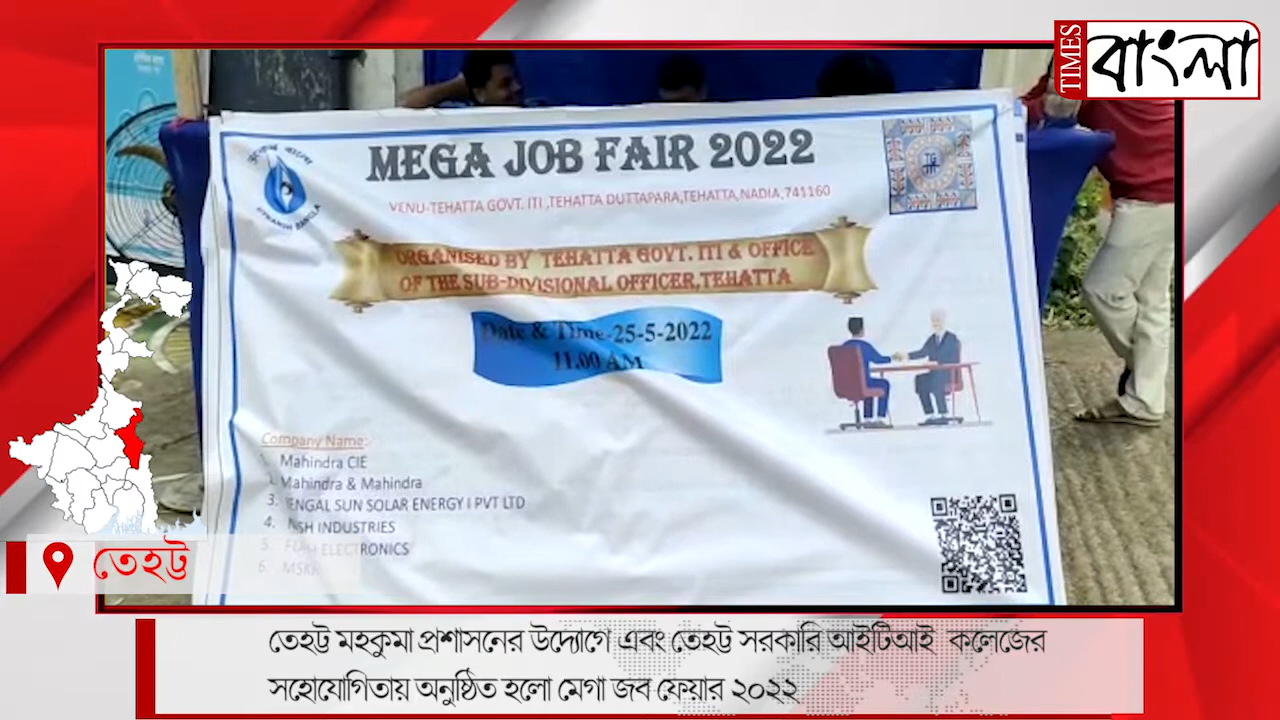 TIMES বাংলা
MEGA JOB FAIR 2022
VENU-TEHATTA GOVT. ITI ,TEHATTA DUTTAPARA,TEHATTA,NADIA,741160
ORGANISED BY TEHATTA GOVT. ITI & OFFICE
OF THE SUB-DIVISIONAL OFFICER,TEHATTA
Date & Time-25-5-2022
11.00 AM
Company Name:-
1. Mahindra CIE
Mahindra & Mahindra
3. BENGAL SUN SOLAR ENERGY I PVT LTD
4. INDUSTRIES
5. ELECTRONICS
6.
তেহট্ট
তেহট্ট মহকুমা প্রশাসনের উদ্যোগে এবং তেহট্ট সরকারি আইটিআই কলেজের
সহোযোগিতায় অনুষ্ঠিত হলো মেগা জব ফেয়ার ২০২২